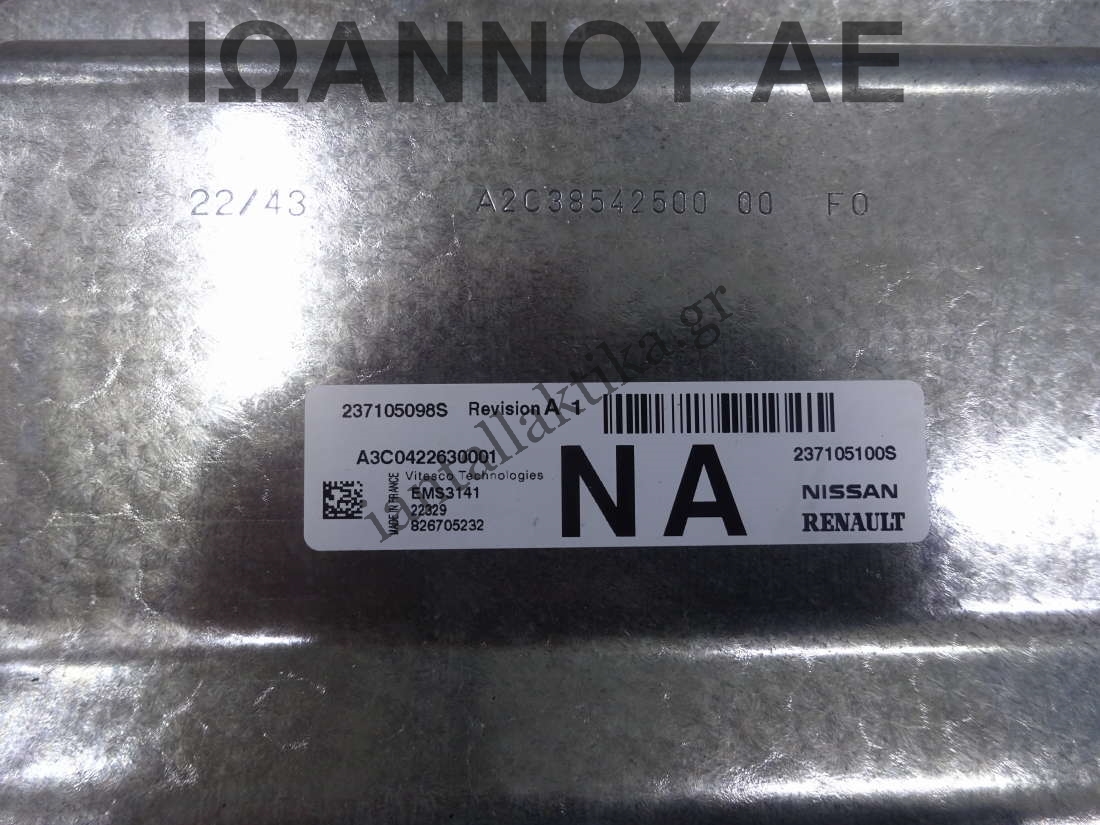 ΙΩΑΝΝΟΥ ΑΕ
22/43 A2C38542500 00 F0
237105098S Revision A 1
A3C0422630001
237105100S
Vitesco Technologies
EMS3141
22329
826705232
MADE IN FRANCE
NA
NISSAN
RENAULT
iantallaktika.gr